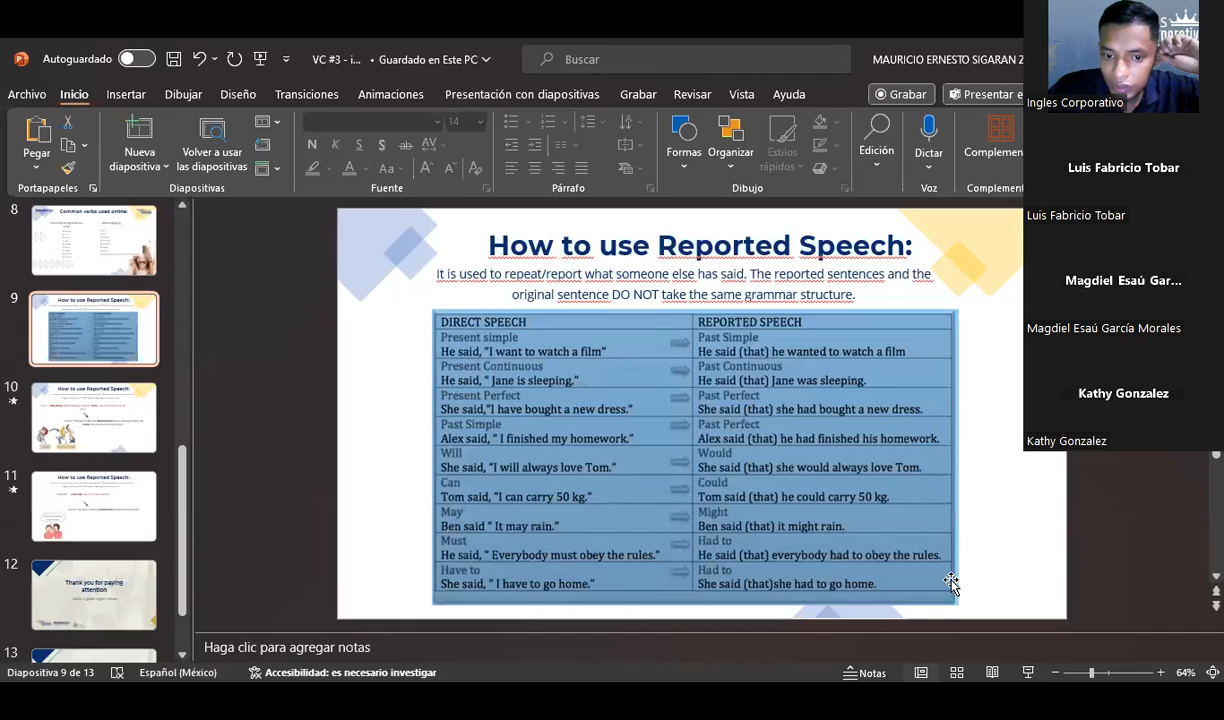 Autoguardado
VC #3 - i... • Guardado en Este PC
Buscar
MAURICIO ERNESTO SIGARAN Z
Archivo Inicio Insertar Dibujar Diseño Transiciones Animaciones Presentación con diapositivas Grabar Revisar Vista Ayuda
Grabar
Presentar e
14
Pegar
Nueva diapositiva
Volver a usar las diapositivas
N K S S ab AV
Aa A A
Formas
Organizar
Estilos rápidos
Edición
Dictar
Complemen
Portapapeles
Diapositivas
Fuente
Párrafo
Dibujo
Voz
Complement
8
Common verbs used online:
9
How to use Reported Speech:
10
How to use Reported Speech:
11
How to use Reported Speech:
12
Thank you for paying attention
13
How to use Reported Speech:
It is used to repeat/report what someone else has said. The reported sentences and the
original sentence DO NOT take the same grammar structure.
DIRECT SPEECH
REPORTED SPEECH
Present simple
Past Simple
He said, “I want to watch a film”
He said (that) he wanted to watch a film
Present Continuous
Past Continuous
He said, “ Jane is sleeping.”
He said (that) Jane was sleeping.
Present Perfect
Past Perfect
She said,“I have bought a new dress.”
She said (that) she had bought a new dress.
Past Simple
Past Perfect
Alex said, “ I finished my homework.”
Alex said (that) he had finished his homework.
Will
Would
She said, “I will always love Tom.”
She said (that) she would always love Tom.
Can
Could
Tom said, “I can carry 50 kg.”
Tom said (that) he could carry 50 kg.
May
Might
Ben said “ It may rain.”
Ben said (that) it might rain.
Must
Had to
He said, “ Everybody must obey the rules.”
He said (that) everybody had to obey the rules.
Have to
Had to
She said, “ I have to go home.”
She said (that)she had to go home.
Haga clic para agregar notas
Diapositiva 9 de 13
Español (México)
Accesibilidad: es necesario investigar
Notas
64%
Ingles Corporativo
Luis Fabricio Tobar
Luis Fabricio Tobar
Magdiel Esaú Gar...
Magdiel Esaú García Morales
Kathy Gonzalez
Kathy Gonzalez